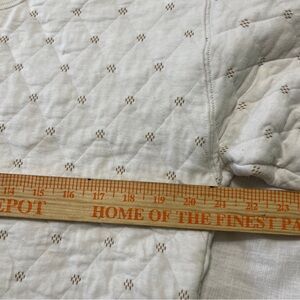 14 15 16 17 18 19 20 21 22 23
EPOT HOME OF THE FINEST PA